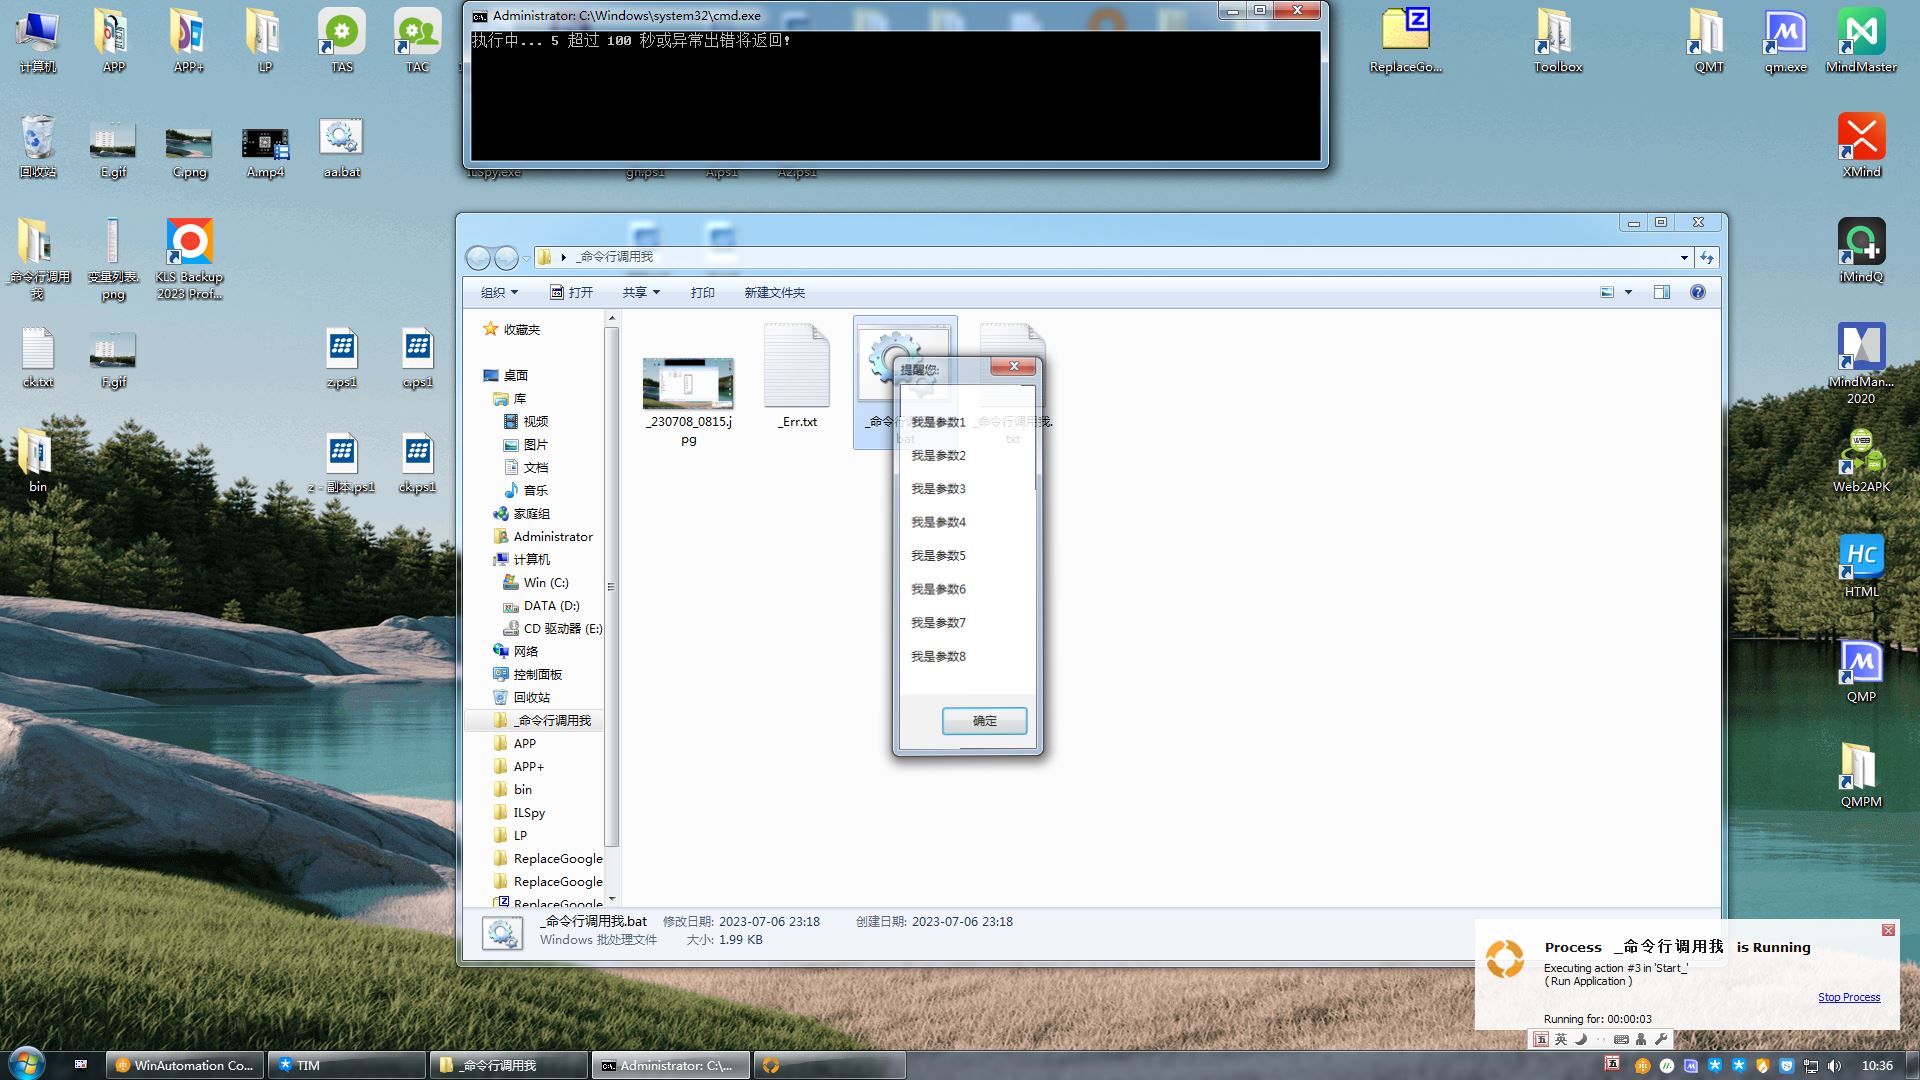 Administrator: C:\Windows\system32\cmd.exe
执行中... 5 超过 100 秒或异常出错将返回!
计算机
APP
APP+
LP
TAS
TAC
ReplaceGo...
Toolbox
QMT
qm.exe
MindMaster
回收站
E.gif
C.png
A.mp4
aa.bat
ILSpy.exe
gh.ps1
A.ps1
A2.ps1
XMind
_命令行调用我
变量列表.png
KLS Backup 2023 Prof...
iMindQ
ck.txt
F.gif
z.ps1
c.ps1
MindMan... 2020
bin
z - 副本.ps1
ck.ps1
Web2APK
HTML
QMP
QMPM
_命令行调用我
组织
打开
共享
打印
新建文件夹
收藏夹
桌面
库
视频
图片
文档
音乐
家庭组
Administrator
计算机
Win (C:)
DATA (D:)
CD 驱动器 (E:)
网络
控制面板
回收站
_命令行调用我
APP
APP+
bin
ILSpy
LP
ReplaceGoogle
ReplaceGoogle
ReplaceGoogle
_230708_0815.j
pg
_Err.txt
_命令行
bat
_命令行调用我.
txt
提醒您:
我是参数1
我是参数2
我是参数3
我是参数4
我是参数5
我是参数6
我是参数7
我是参数8
确定
_命令行调用我.bat 修改日期: 2023-07-06 23:18 创建日期: 2023-07-06 23:18
Windows 批处理文件 大小: 1.99 KB
Process _命令行调用我 is Running
Executing action #3 in 'Start_'
( Run Application )
Stop Process
Running for: 00:00:03
五 英
WinAutomation Co...
TIM
_命令行调用我
Administrator: C:\...
五
10:36